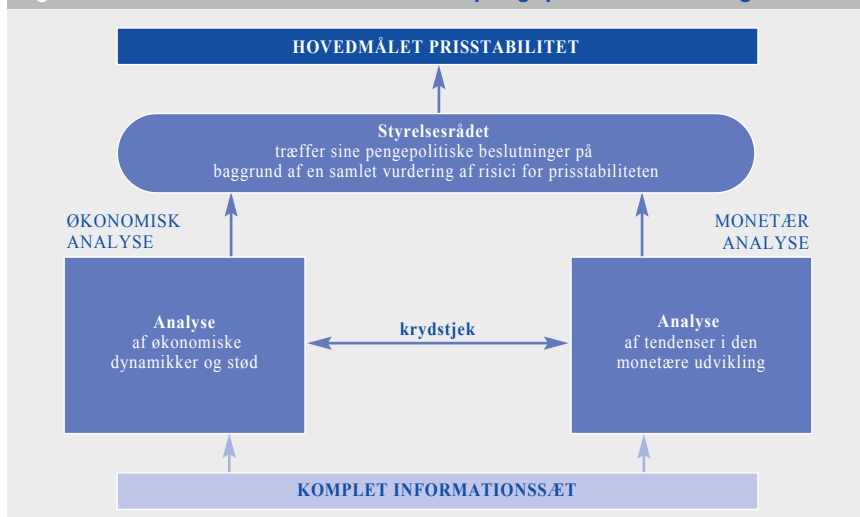 HOVEDMÅLET PRISSTABILITET
Styrelsesrådet
træffer sine pengepolitiske beslutninger på
baggrund af en samlet vurdering af risici for prisstabiliteten
ØKONOMISK
ANALYSE
MONETÆR
ANALYSE
Analyse
af økonomiske
dynamikker og stød
krydstjek
Analyse
af tendenser i den
monetære udvikling
KOMPLET INFORMATIONSSÆT